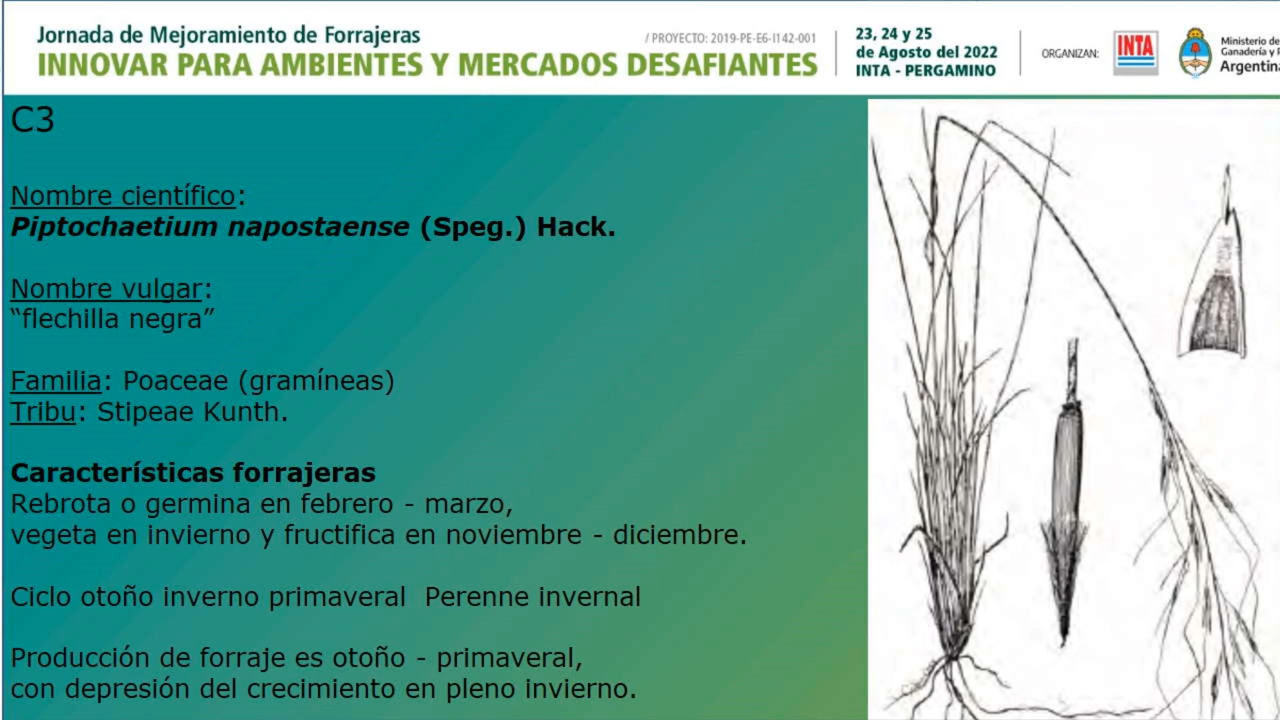 Jornada de Mejoramiento de Forrajeras
/ PROYECTO: 2019-PE-E6-I142-001
INNOVAR PARA AMBIENTES Y MERCADOS DESAFIANTES
23, 24 y 25
de Agosto del 2022
INTA - PERGAMINO
ORGANIZAN:
INTA
Ministerio de
Ganadería y P
Argentina
C3
Nombre científico:
Piptochaetium napostaense (Speg.) Hack.
Nombre vulgar:
“flechilla negra”
Familia: Poaceae (gramíneas)
Tribu: Stipeae Kunth.
Características forrajeras
Rebrota o germina en febrero - marzo,
vegeta en invierno y fructifica en noviembre - diciembre.
Ciclo otoño inverno primaveral  Perenne invernal
Producción de forraje es otoño - primaveral,
con depresión del crecimiento en pleno invierno.